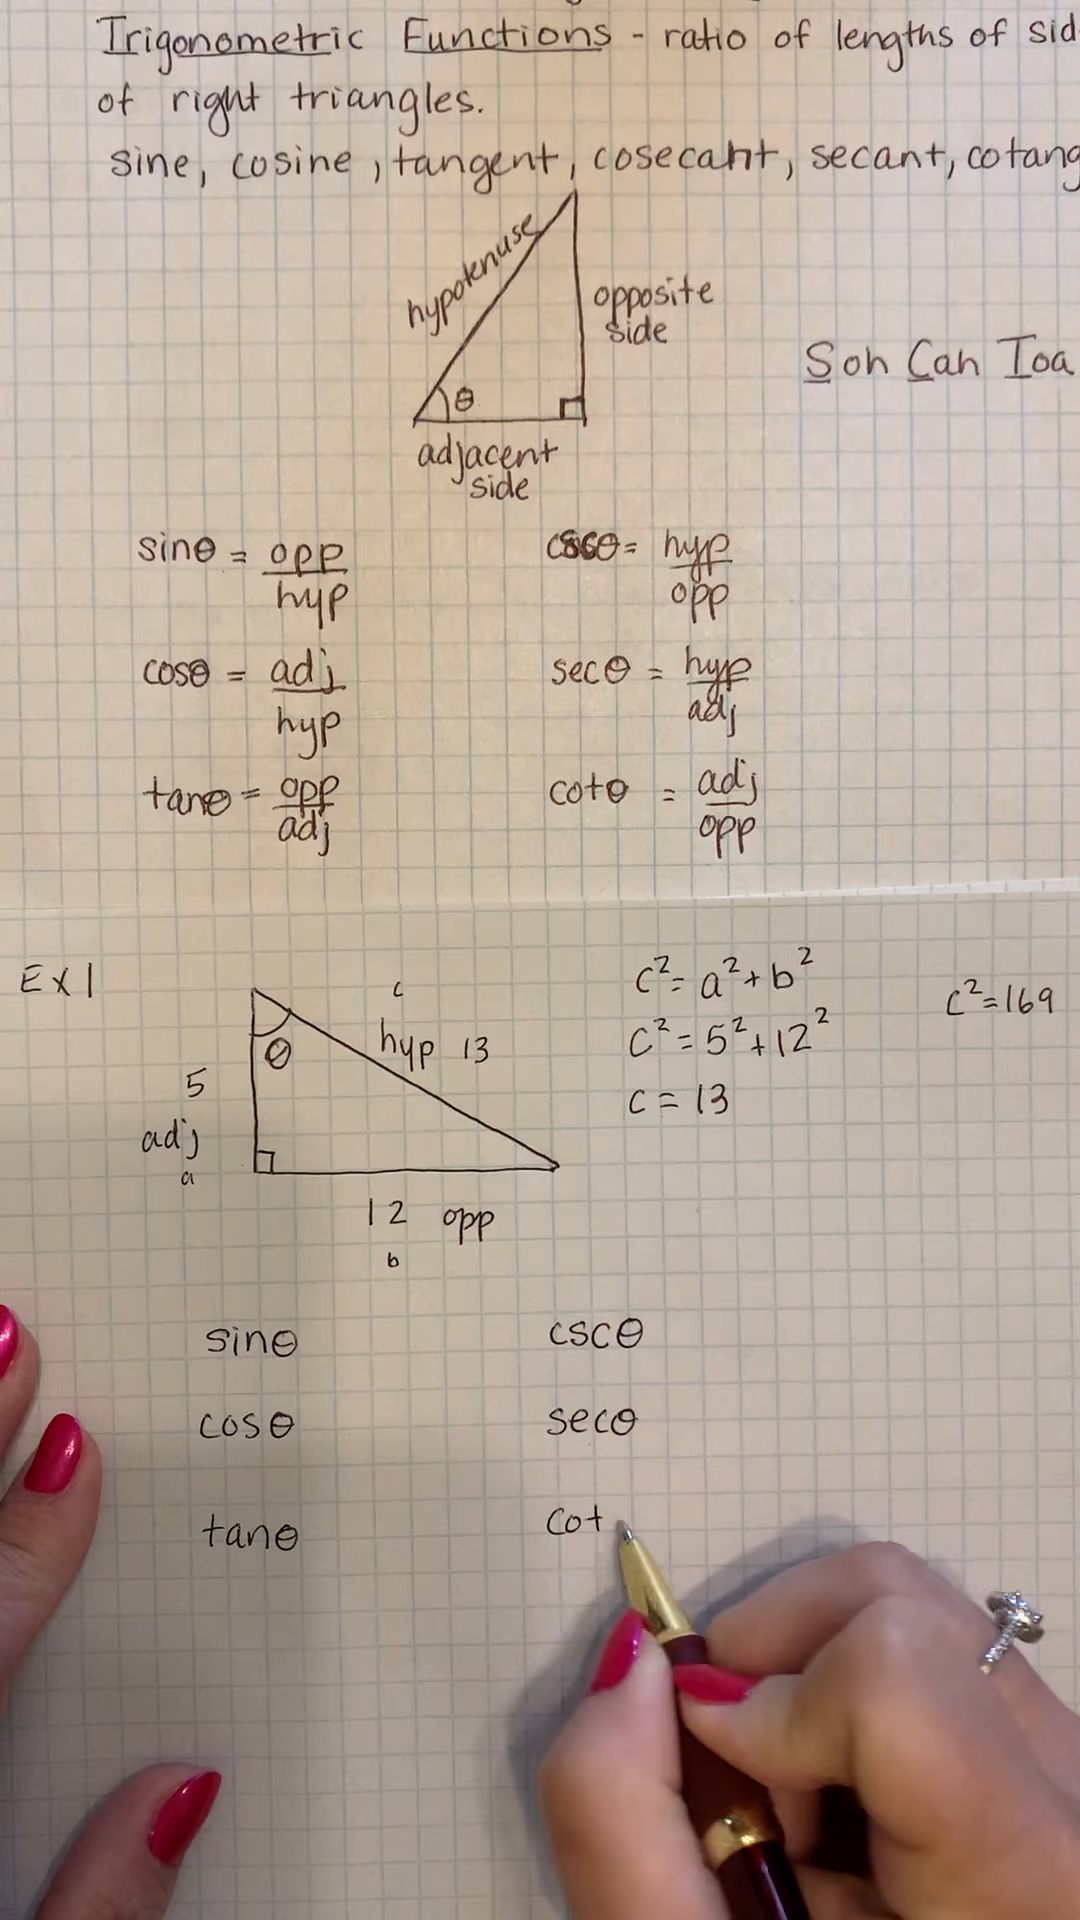 Trigonometric Functions - ratio of lengths of sid
of right triangles.
sine, cosine, tangent, cosecant, secant, cotang
hypotenuse
opposite
side
Soh Cah Toa
θ
adjacent
side
sinθ = opp/hyp
cscθ = hyp/opp
cosθ = adj/hyp
secθ = hyp/adj
tanθ = opp/adj
cotθ = adj/opp
EX 1
c
hyp 13
θ
5
adj
a
12 opp
b
c²= a²+b²
c² = 5²+12²
c = 13
c²=169
sinθ
cscθ
cosθ
secθ
tanθ
cot